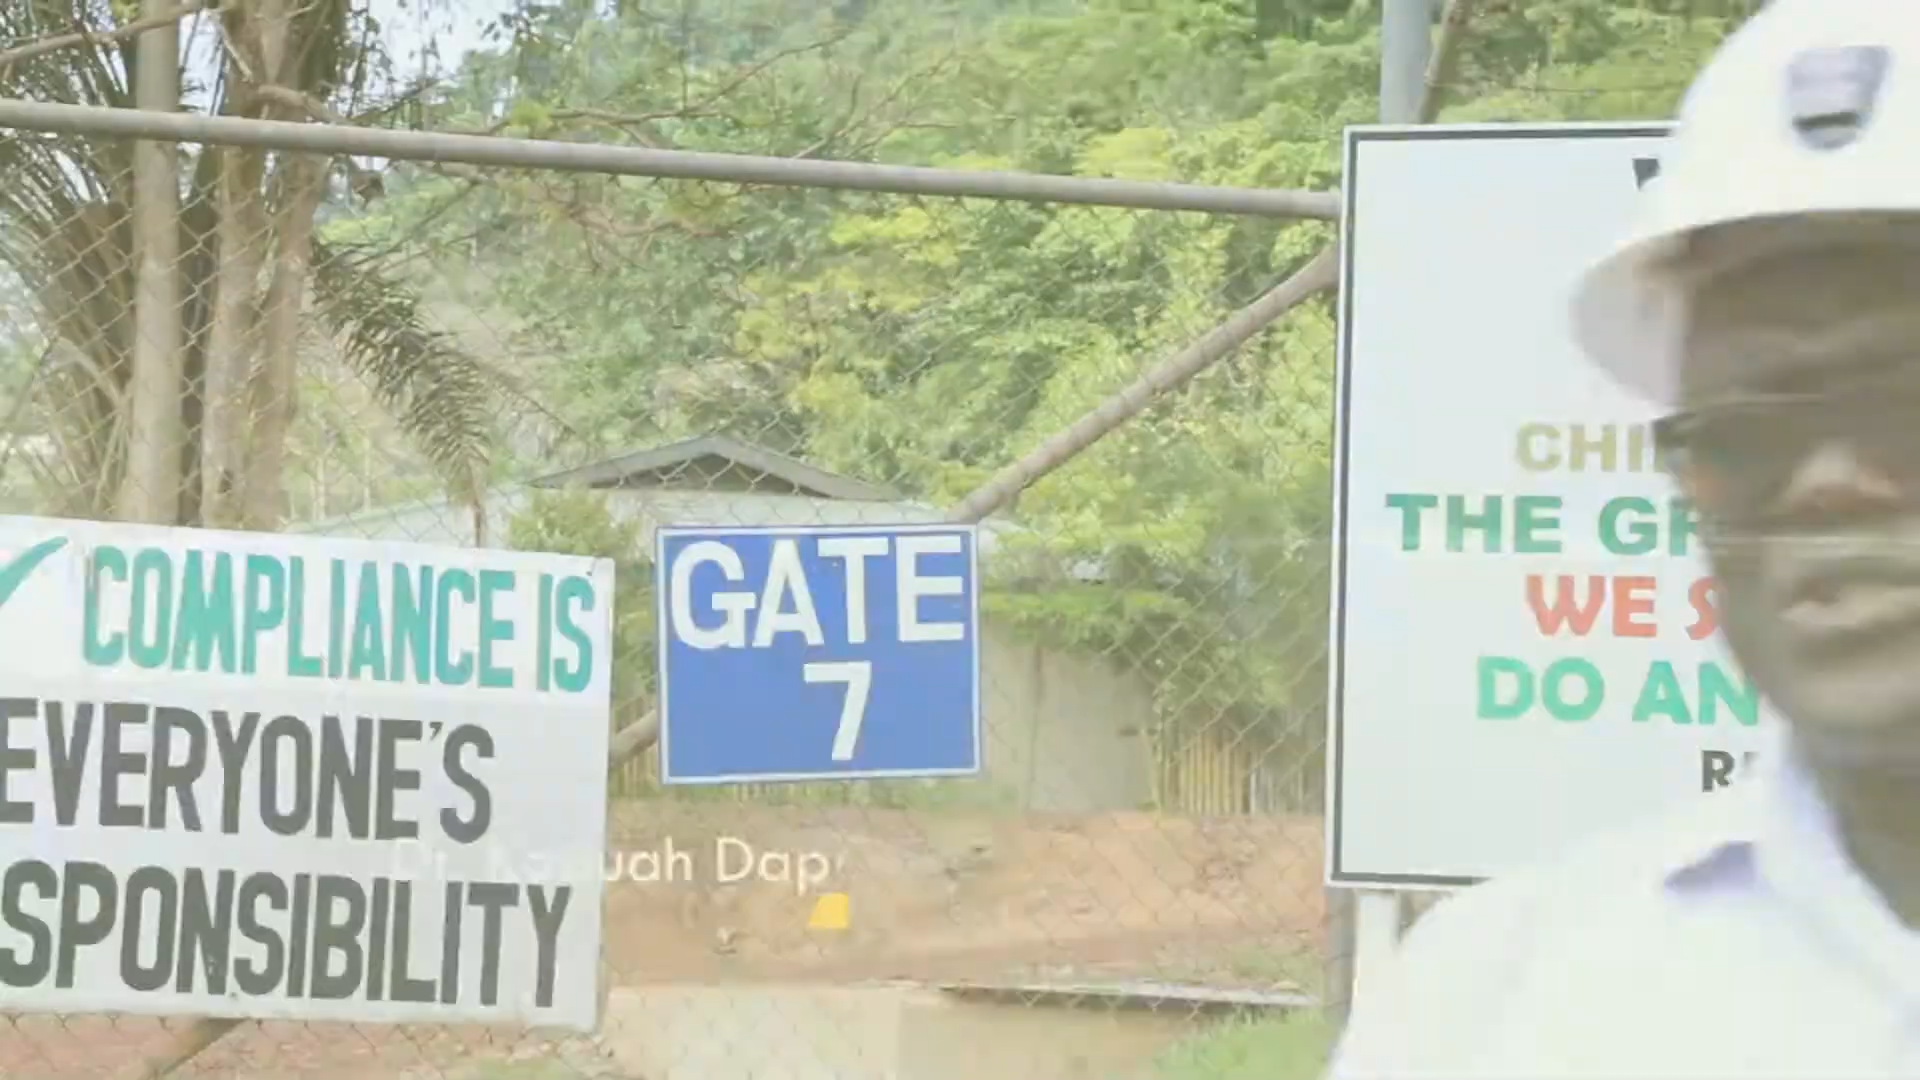 COMPLIANCE IS
EVERYONE'S
SPONSIBILITY
GATE
7
CHI
THE GR
WE S
DO AN
uah Dap